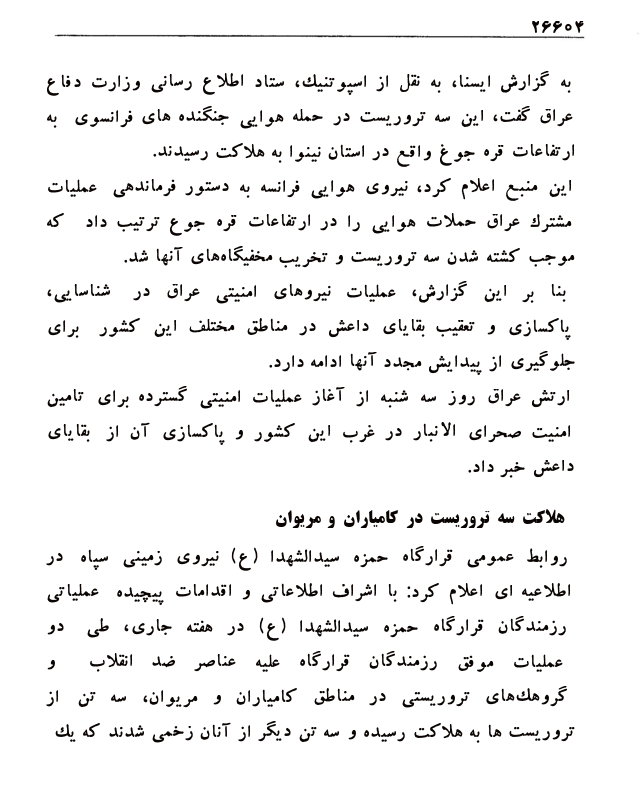 ۲۶۶۰۴
به گزارش ایسنا، به نقل از اسپوتنیك، ستاد اطلاع رسانی وزارت دفاع
عراق گفت، این سه تروریست در حمله هوایی جنگنده های فرانسوی به
ارتفاعات قره جوغ واقع در استان نینوا به هلاکت رسیدند.
این منبع اعلام کرد، نیروی هوایی فرانسه به دستور فرماندهی عملیات
مشترك عراق حملات هوایی را در ارتفاعات قره جوع ترتیب داد که
موجب کشته شدن سه تروریست و تخریب مخفیگاه‌های آنها شد.
بنا بر این گزارش، عملیات نیروهای امنیتی عراق در شناسایی،
پاکسازی و تعقیب بقایای داعش در مناطق مختلف این کشور برای
جلوگیری از پیدایش مجدد آنها ادامه دارد.
ارتش عراق روز سه شنبه از آغاز عملیات امنیتی گسترده برای تامین
امنیت صحرای الانبار در غرب این کشور و پاکسازی آن از بقایای
داعش خبر داد.
هلاکت سه تروریست در کامیاران و مریوان
روابط عمومی قرارگاه حمزه سیدالشهدا (ع) نیروی زمینی سپاه در
اطلاعیه ای اعلام کرد: با اشراف اطلاعاتی و اقدامات پیچیده عملیاتی
رزمندگان قرارگاه حمزه سیدالشهدا (ع) در هفته جاری، طی دو
عملیات موفق رزمندگان قرارگاه علیه عناصر ضد انقلاب و
گروهك‌های تروریستی در مناطق کامیاران و مریوان، سه تن از
تروریست ها به هلاکت رسیده و سه تن دیگر از آنان زخمی شدند که یك